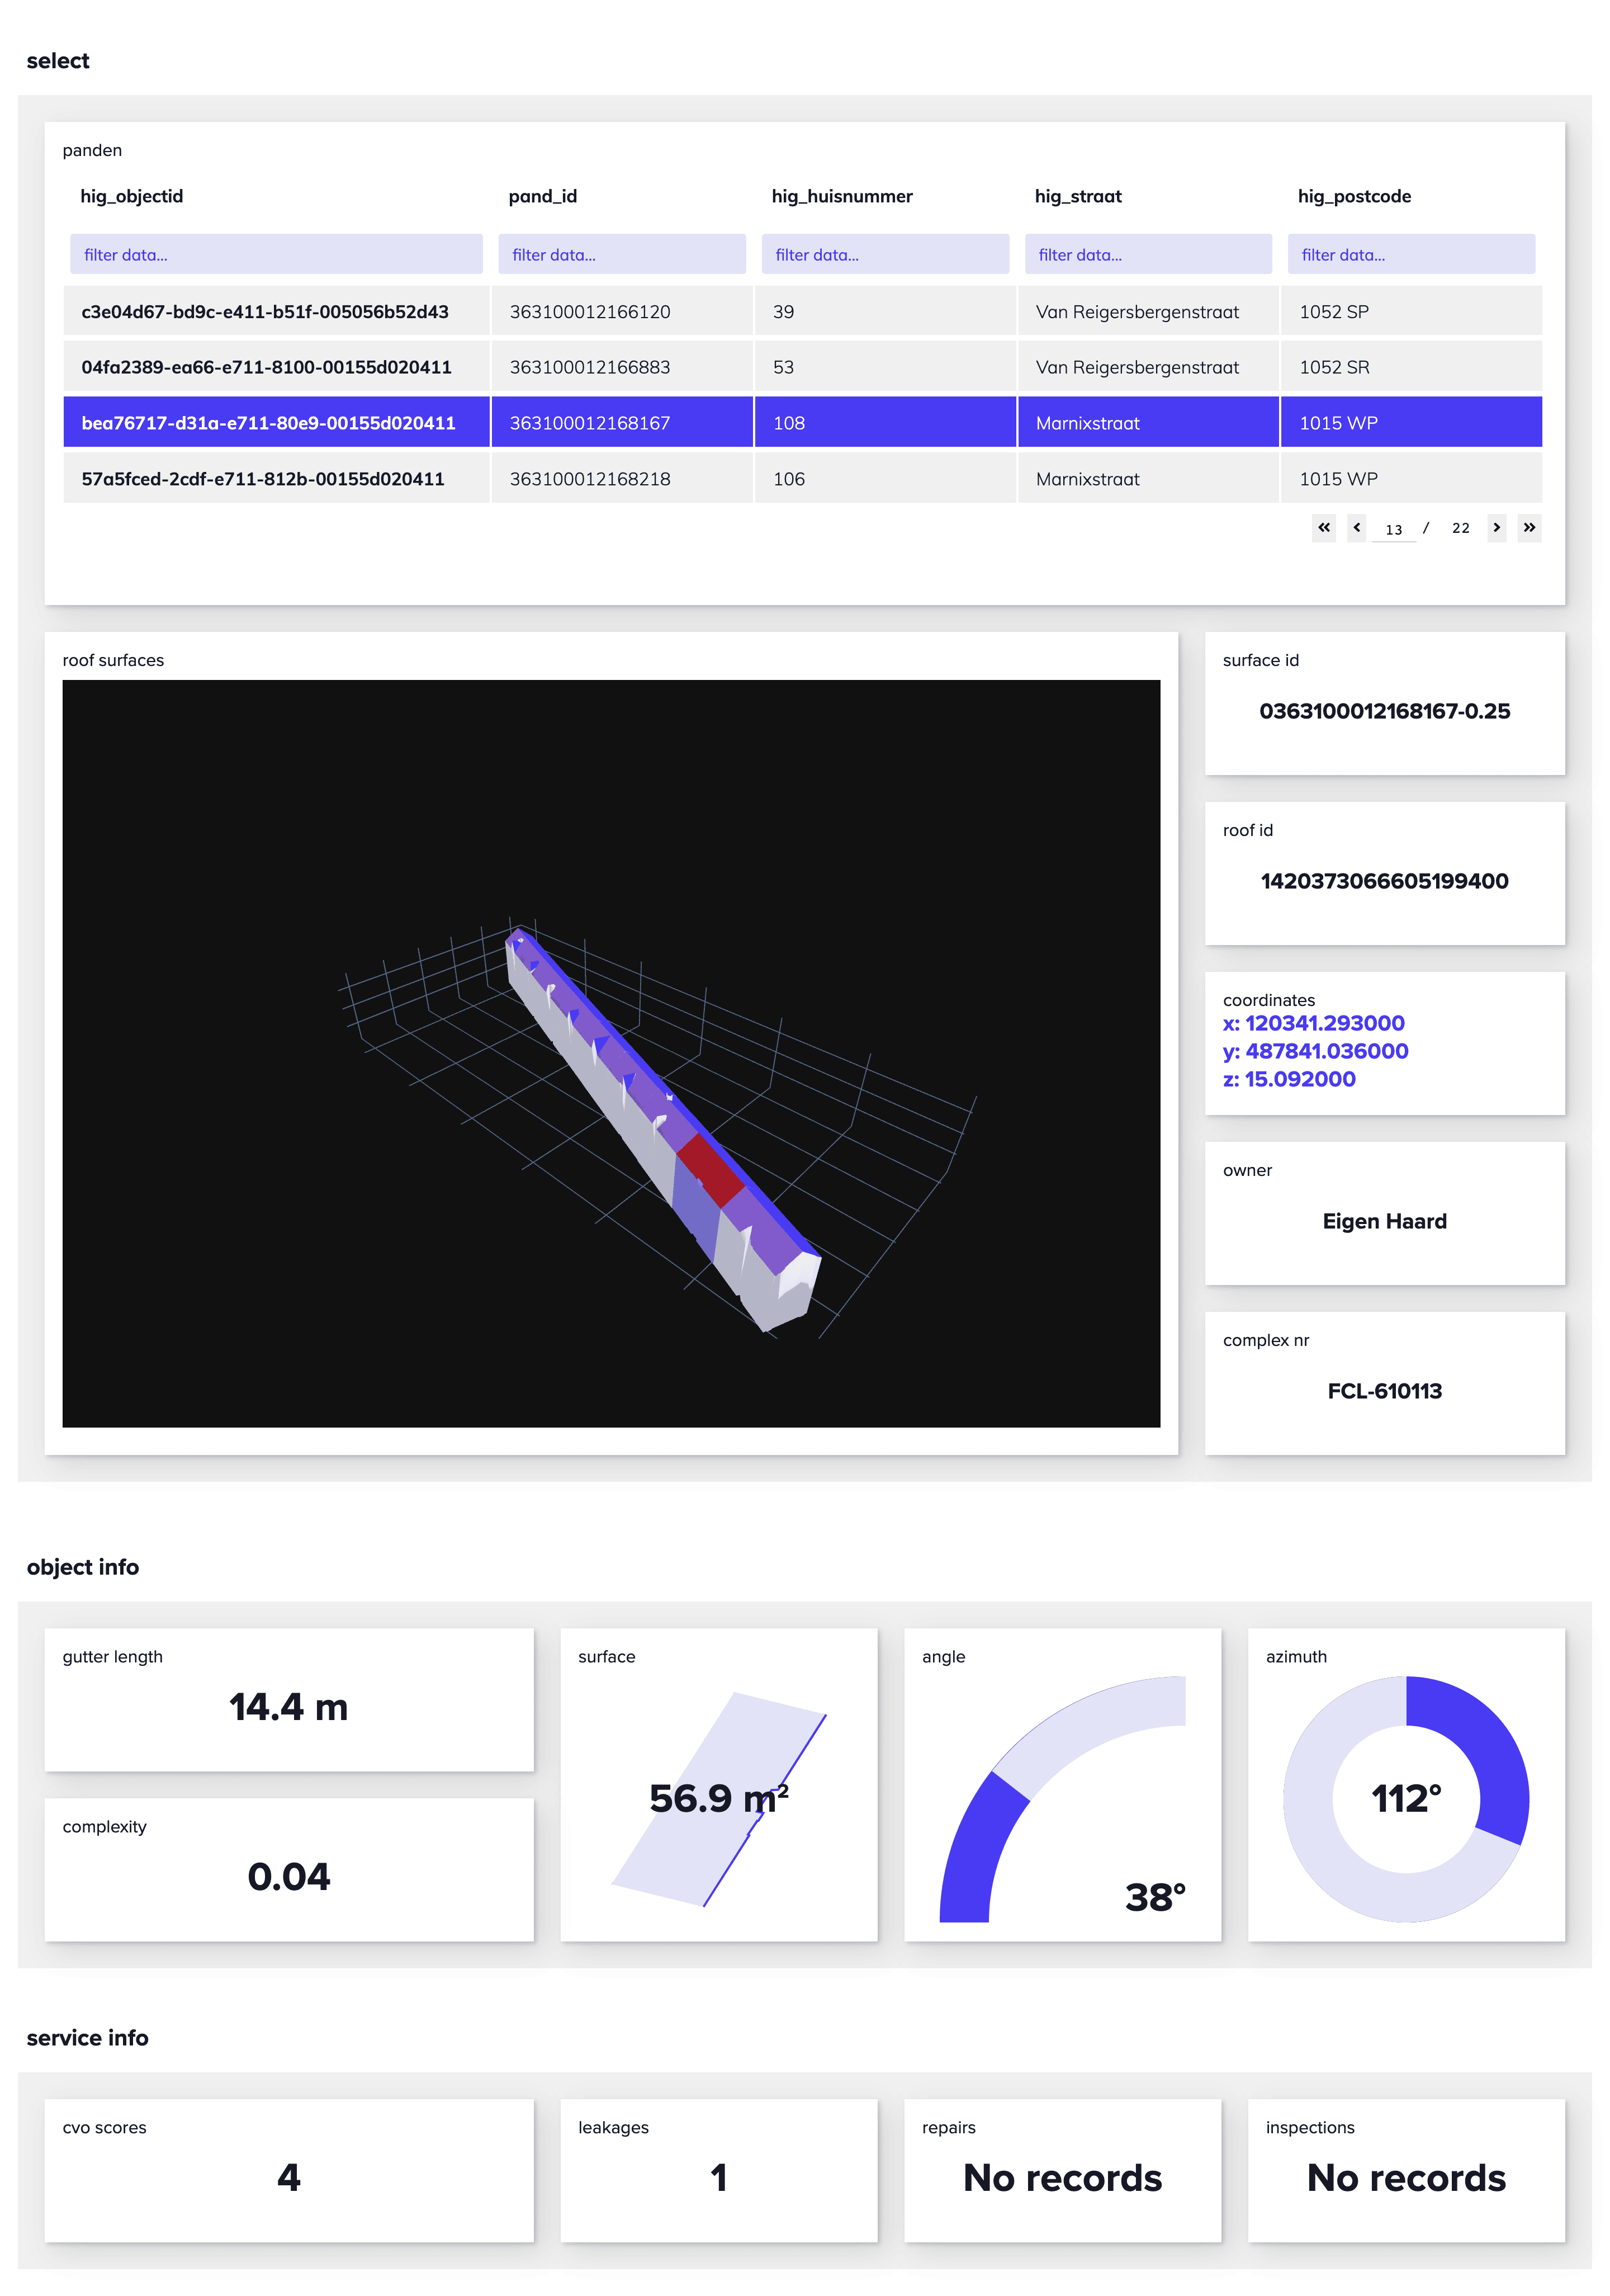 select
panden
hig_objectid pand_id hig_huisnummer hig_straat hig_postcode
filter data... filter data... filter data... filter data... filter data...
c3e04d67-bd9c-e411-b51f-005056b52d43 363100012166120 39 Van Reigersbergenstraat 1052 SP
04fa2389-ea66-e711-8100-00155d020411 363100012166883 53 Van Reigersbergenstraat 1052 SR
bea76717-d31a-e711-80e9-00155d020411 363100012168167 108 Marnixstraat 1015 WP
57a5fced-2cdf-e711-812b-00155d020411 363100012168218 106 Marnixstraat 1015 WP
13 / 22
roof surfaces
surface id
0363100012168167-0.25
roof id
1420373066605199400
coordinates
x: 120341.293000
y: 487841.036000
z: 15.092000
owner
Eigen Haard
complex nr
FCL-610113
object info
gutter length
14.4 m
complexity
0.04
surface
56.9 m²
angle
38°
azimuth
112°
service info
cvo scores
4
leakages
1
repairs
No records
inspections
No records